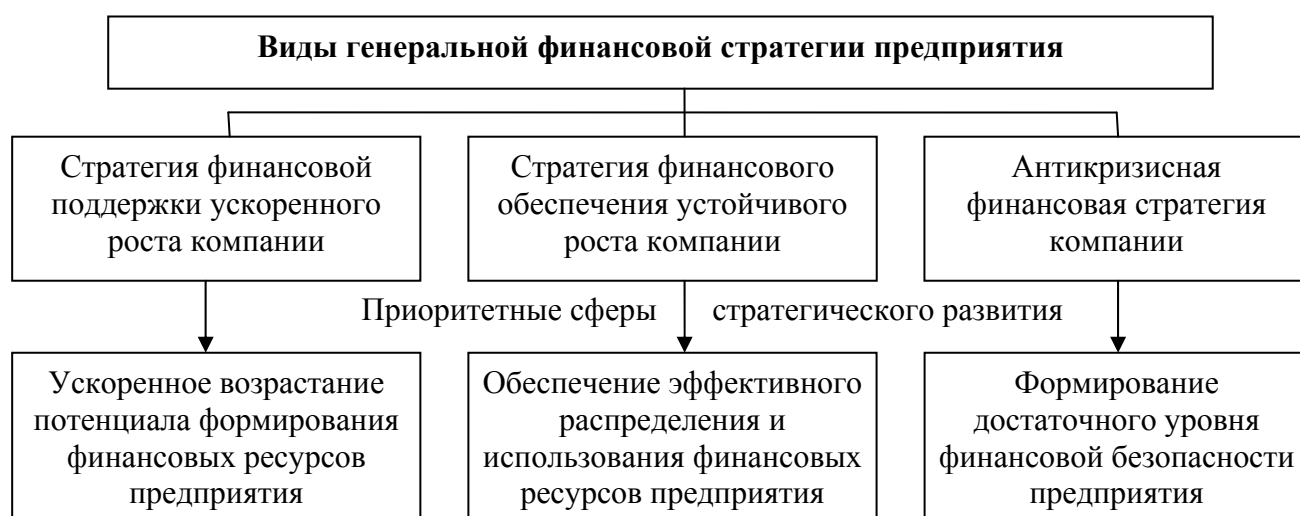 Виды генеральной финансовой стратегии предприятия
Стратегия финансовой
поддержки ускоренного
роста компании
Стратегия финансового
обеспечения устойчивого
роста компании
Антикризисная
финансовая стратегия
компании
Приоритетные сферы стратегического развития
Ускоренное возрастание
потенциала формирования
финансовых ресурсов
предприятия
Обеспечение эффективного
распределения и
использования финансовых
ресурсов предприятия
Формирование
достаточного уровня
финансовой безопасности
предприятия